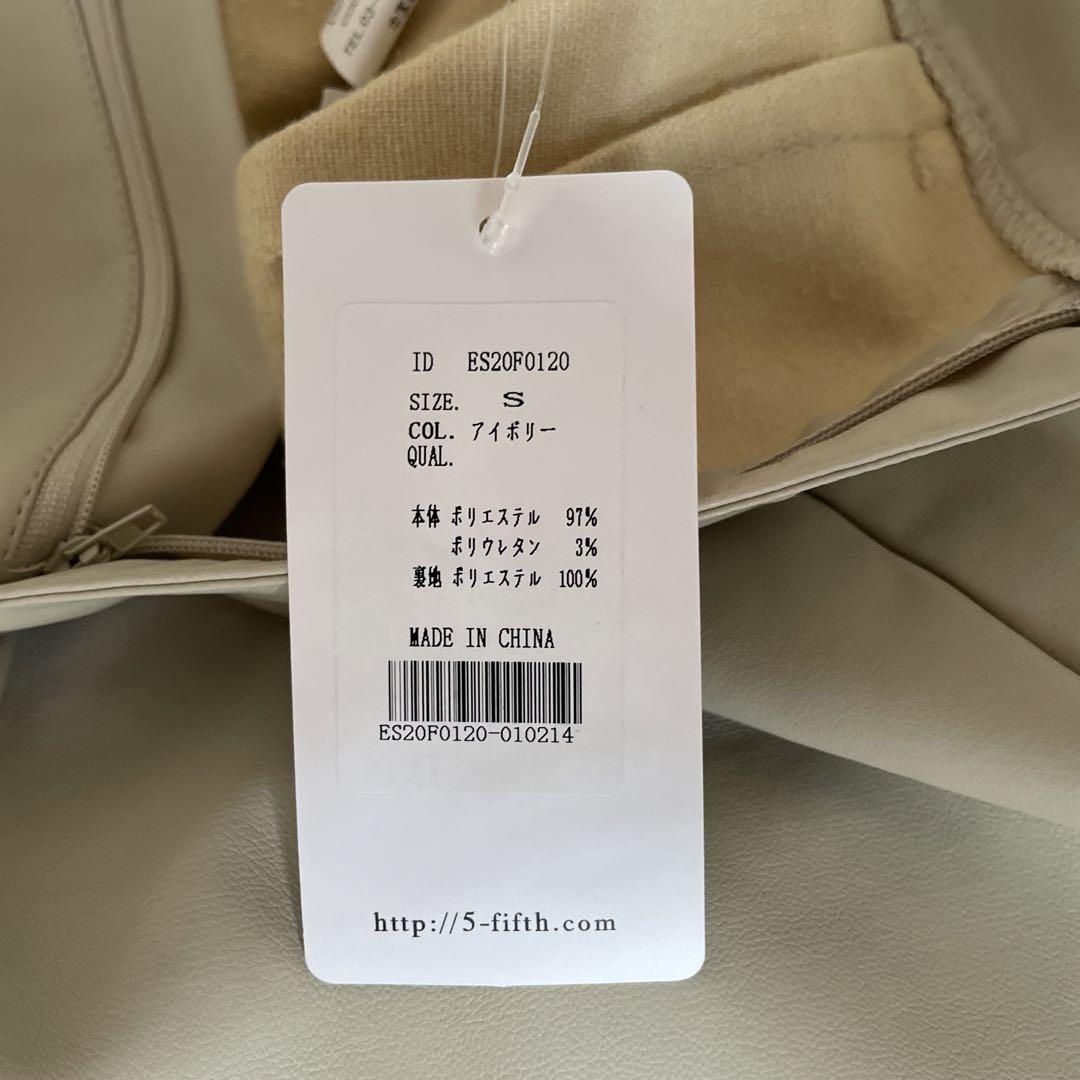 TEL 03-
ID ES20F0120
SIZE. S
COL. アイボリー
QUAL.
本体 ポリエステル 97%
ポリウレタン 3%
裏地 ポリエステル 100%
MADE IN CHINA
ES20F0120-010214
http://5-fifth.com